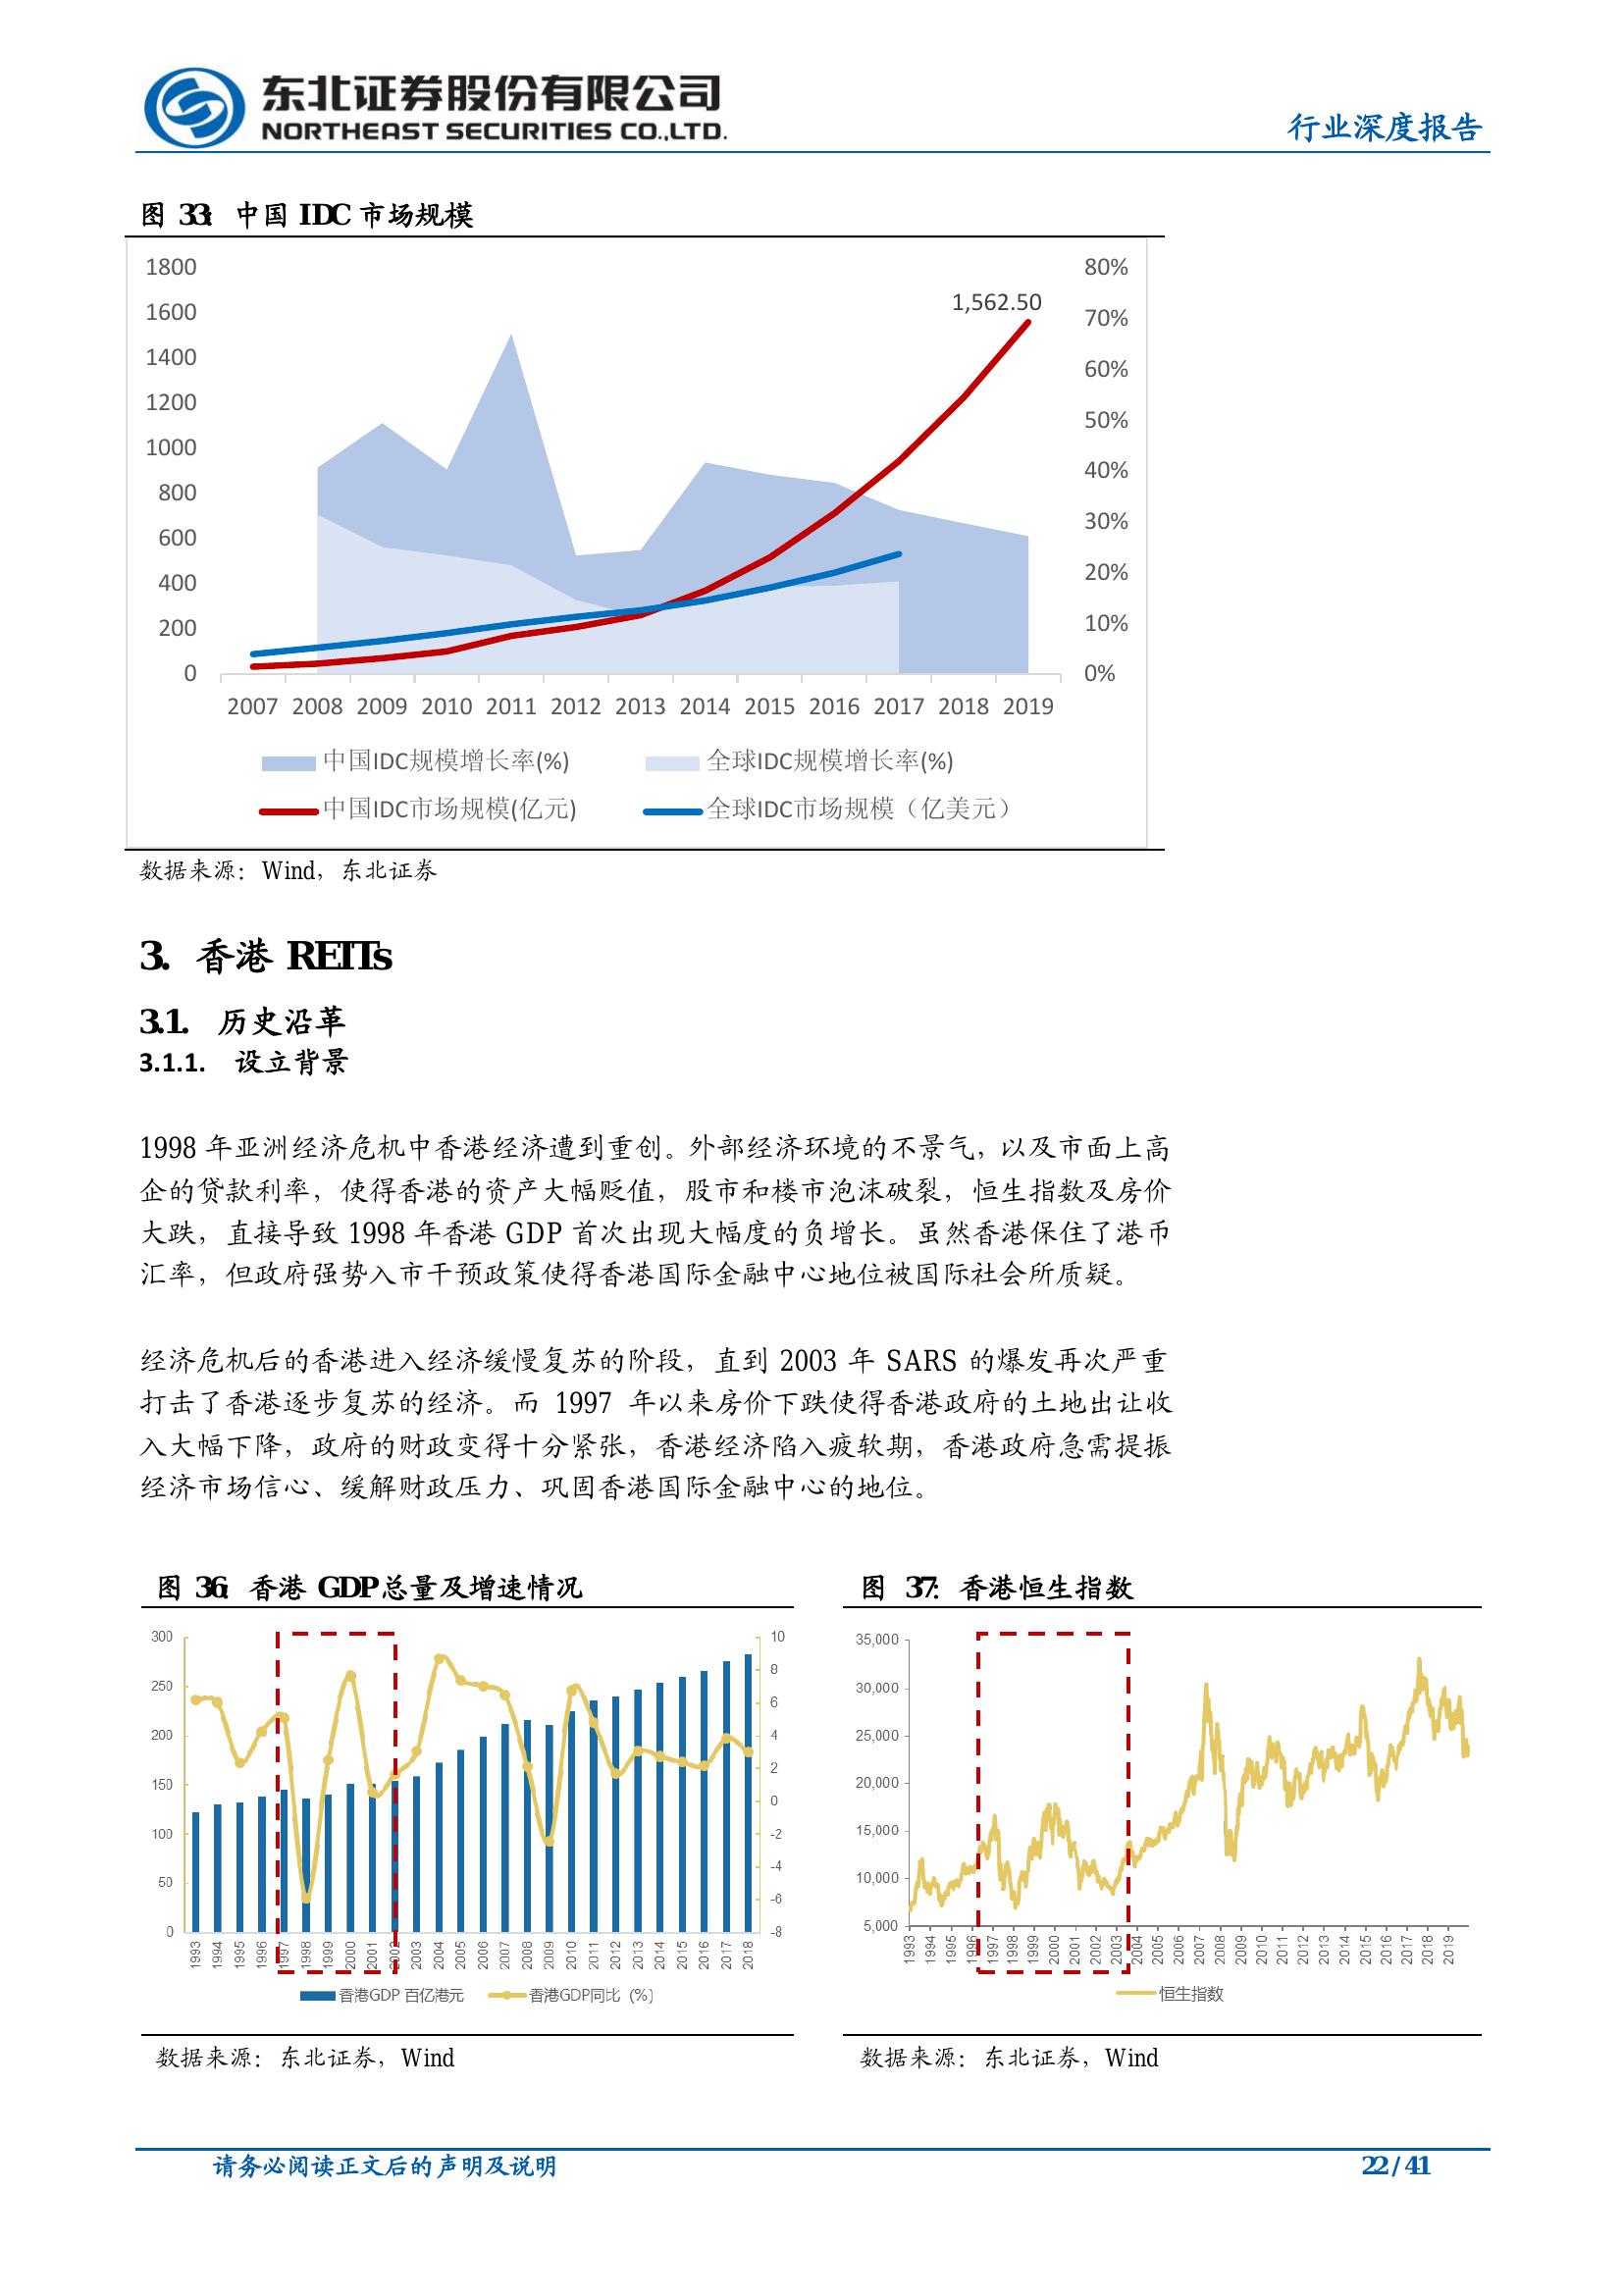 东北证券股份有限公司
NORTHEAST SECURITIES CO.,LTD.
行业深度报告
图 33: 中国 IDC 市场规模
1800
1600
1400
1200
1000
800
600
400
200
0
1,562.50
80%
70%
60%
50%
40%
30%
20%
10%
0%
2007 2008 2009 2010 2011 2012 2013 2014 2015 2016 2017 2018 2019
中国IDC规模增长率(%) 全球IDC规模增长率(%)
中国IDC市场规模(亿元) 全球IDC市场规模（亿美元）
数据来源：Wind，东北证券
3. 香港 REITs
3.1. 历史沿革
3.1.1. 设立背景
1998 年亚洲经济危机中香港经济遭到重创。外部经济环境的不景气，以及市面上高
企的贷款利率，使得香港的资产大幅贬值，股市和楼市泡沫破裂，恒生指数及房价
大跌，直接导致 1998 年香港 GDP 首次出现大幅度的负增长。虽然香港保住了港币
汇率，但政府强势入市干预政策使得香港国际金融中心地位被国际社会所质疑。
经济危机后的香港进入经济缓慢复苏的阶段，直到 2003 年 SARS 的爆发再次严重
打击了香港逐步复苏的经济。而 1997 年以来房价下跌使得香港政府的土地出让收
入大幅下降，政府的财政变得十分紧张，香港经济陷入疲软期，香港政府急需提振
经济市场信心、缓解财政压力、巩固香港国际金融中心的地位。
图 36: 香港 GDP总量及增速情况
300
250
200
150
100
50
0
10
8
6
4
2
0
-2
-4
-6
-8
1993 1994 1995 1996 1997 1998 1999 2000 2001 2002 2003 2004 2005 2006 2007 2008 2009 2010 2011 2012 2013 2014 2015 2016 2017 2018
香港GDP 百亿港元 香港GDP同比 (%)
数据来源：东北证券，Wind
图 37: 香港恒生指数
35,000
30,000
25,000
20,000
15,000
10,000
5,000
1993 1994 1995 1996 1997 1998 1999 2000 2001 2002 2003 2004 2005 2006 2007 2008 2009 2010 2011 2012 2013 2014 2015 2016 2017 2018 2019
恒生指数
数据来源：东北证券，Wind
请务必阅读正文后的声明及说明
22 / 41